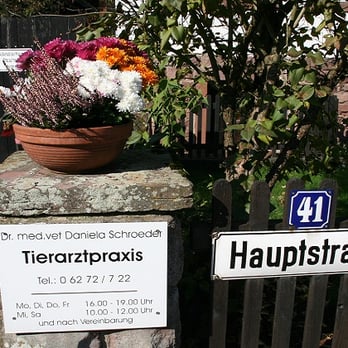 Dr. med.vet Daniela Schroeder
Tierarztpraxis
Tel.: 0 62 72 / 7 22
Mo, Di, Do, Fr 16.00 - 19.00 Uhr
Mi, Sa 10.00 - 12.00 Uhr
und nach Vereinbarung
41
Hauptstra